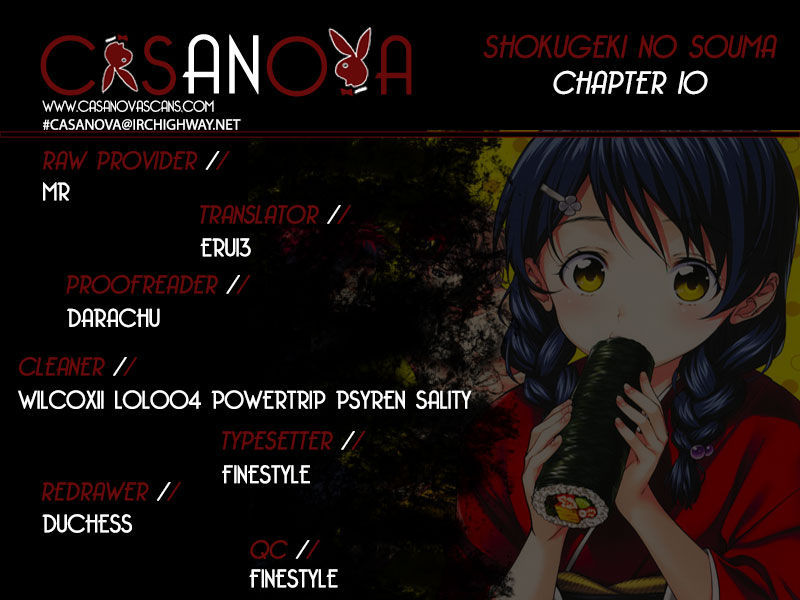 CASANOVA
WWW.CASANOVASCANS.COM
#CASANOVA@IRCHIGHWAY.NET
SHOKUGEKI NO SOUMA
CHAPTER 10
RAW PROVIDER //
MR
TRANSLATOR //
ERU13
PROOFREADER //
DARACHU
CLEANER //
WILCOXII LOLOO4 POWERTRIP PSYREN SALITY
TYPESETTER //
FINESTYLE
REDRAWER //
DUCHESS
QC //
FINESTYLE